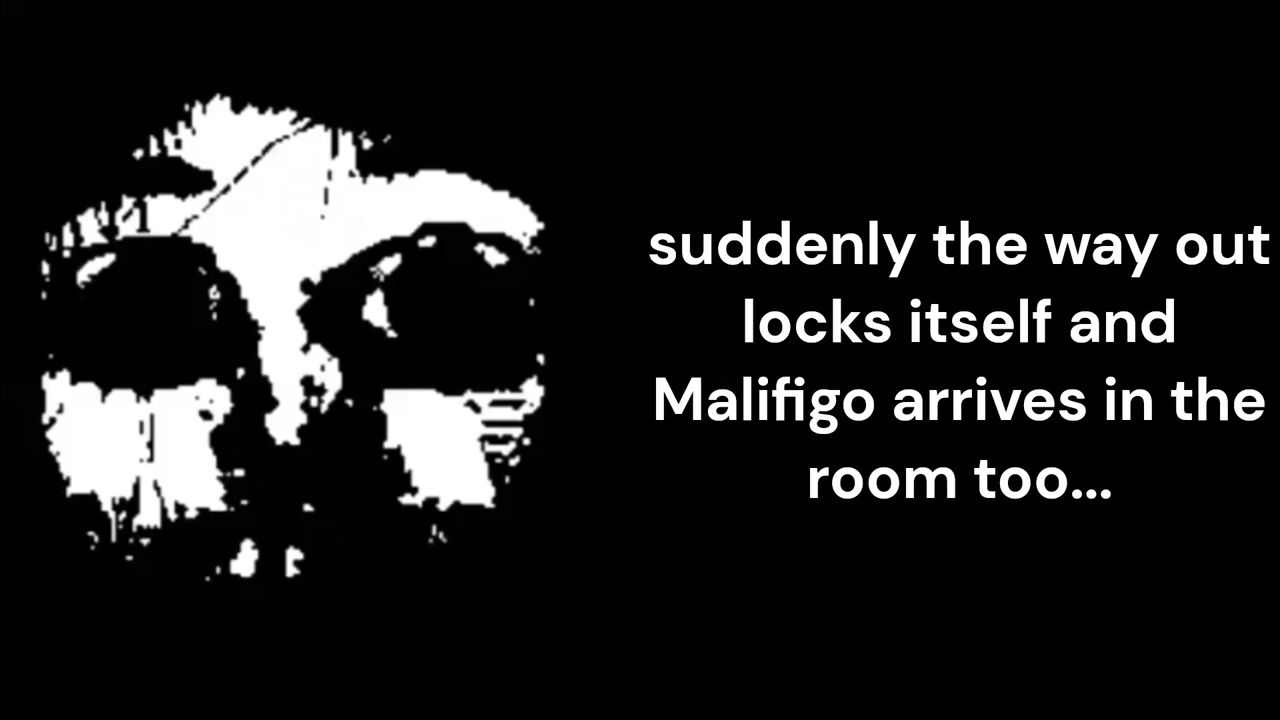 suddenly the way out
locks itself and
Malifigo arrives in the
room too...